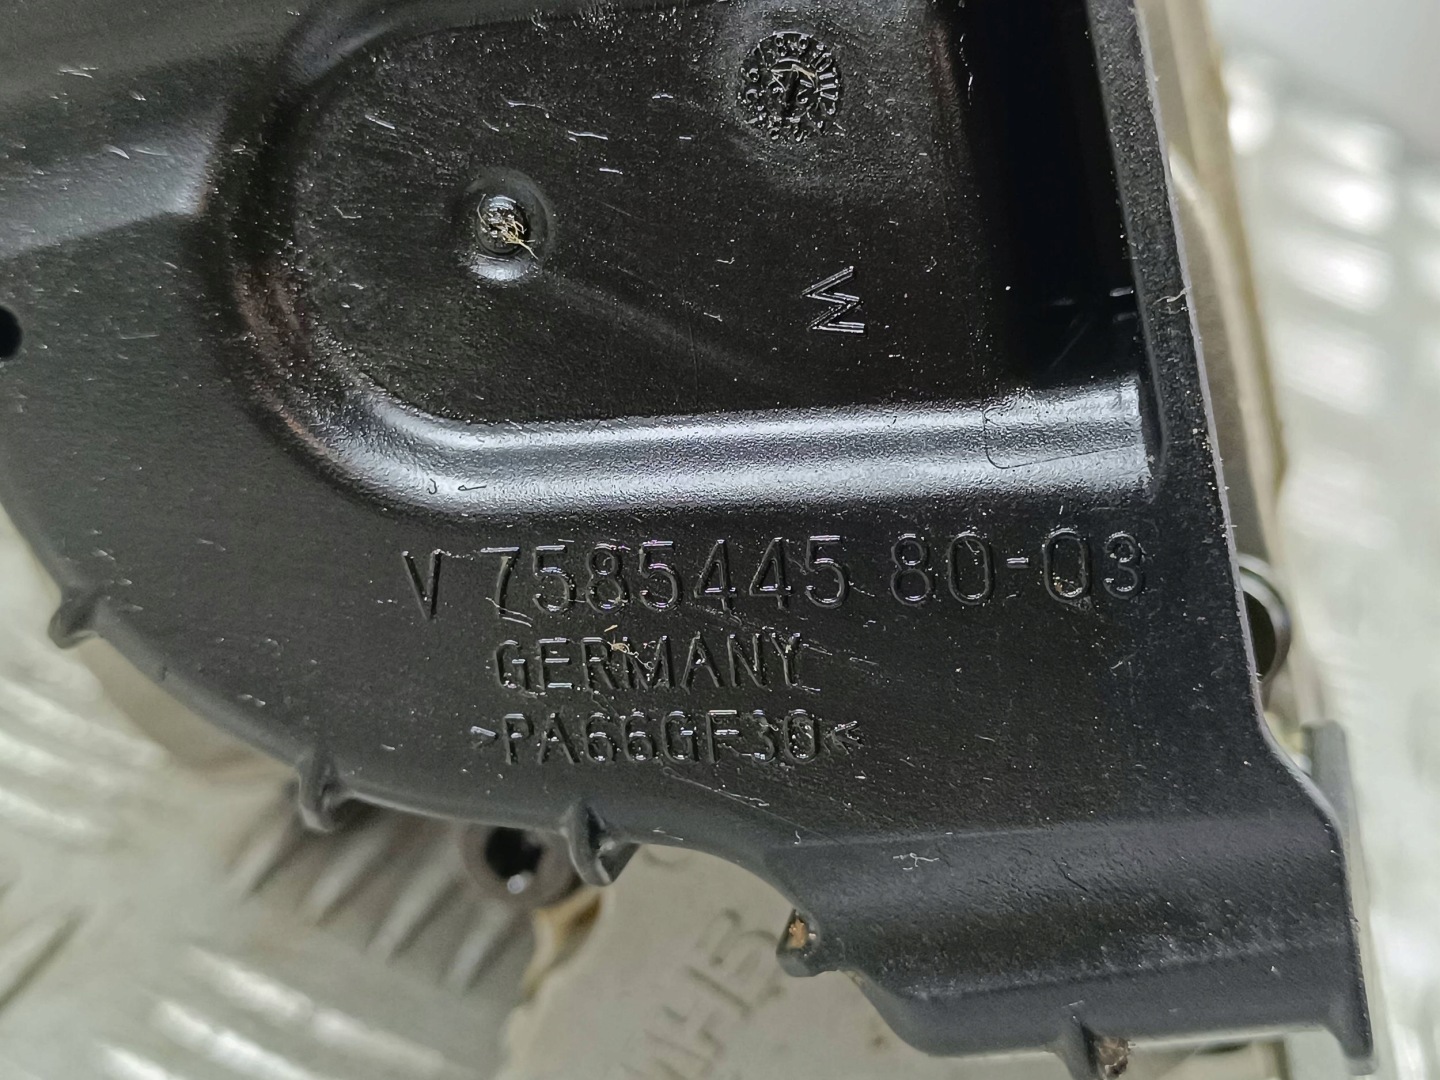 M
V 7585445 80-03
GERMANY
>PA66GF30<